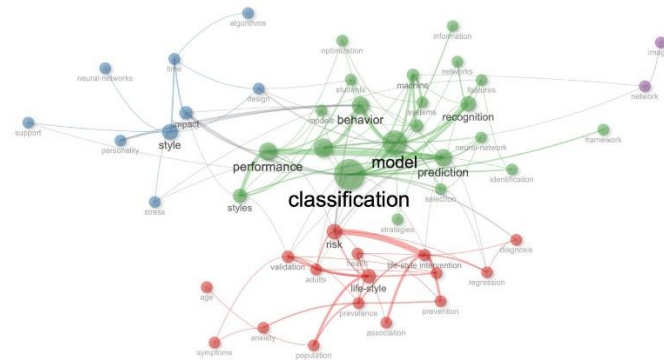 algorithms
information
imag
optimization
time
neural-networks
machine
networks
students
network
design
features
models
systems
impact
behavior
recognition
support
personality
style
framework
neural-network
model
performance
prediction
identification
classification
styles
selection
stress
strategies
risk
diagnosis
health
life-style intervention
validation
adults
regression
life-style
age
prevalence
prevention
anxiety
association
symptoms
population